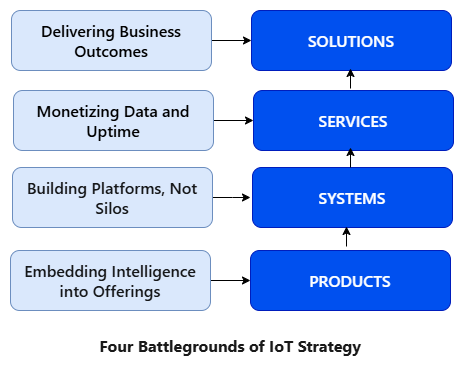 Delivering Business
Outcomes
SOLUTIONS
Monetizing Data and
Uptime
SERVICES
Building Platforms, Not
Silos
SYSTEMS
Embedding Intelligence
into Offerings
PRODUCTS
Four Battlegrounds of IoT Strategy